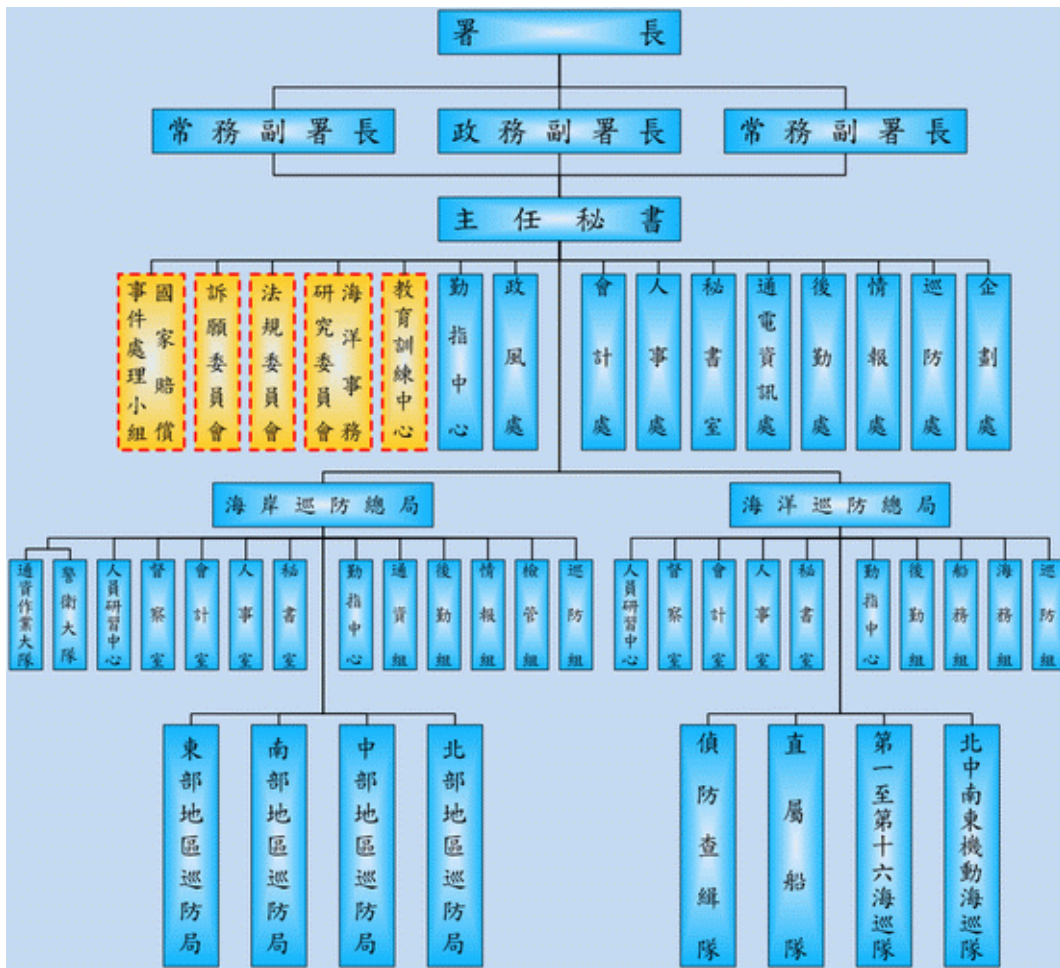 署長
常務副署長
政務副署長
常務副署長
主任秘書
國家賠償
事件處理小組
訴願委員會
法規委員會
海洋事務
研究委員會
教育訓練中心
勤指中心
政風處
會計處
人事處
秘書室
通電資訊處
後勤處
情報處
巡防處
企劃處
海岸巡防總局
海洋巡防總局
通資作業大隊
警衛大隊
人員研習中心
督察室
會計室
人事室
秘書室
勤指中心
通資組
後勤組
情報組
檢管組
巡防組
人員研習中心
督察室
會計室
人事室
秘書室
勤指中心
後勤組
船務組
海務組
巡防組
東部地區巡防局
南部地區巡防局
中部地區巡防局
北部地區巡防局
偵防查緝隊
直屬船隊
第一至第十六海巡隊
北中南東機動海巡隊